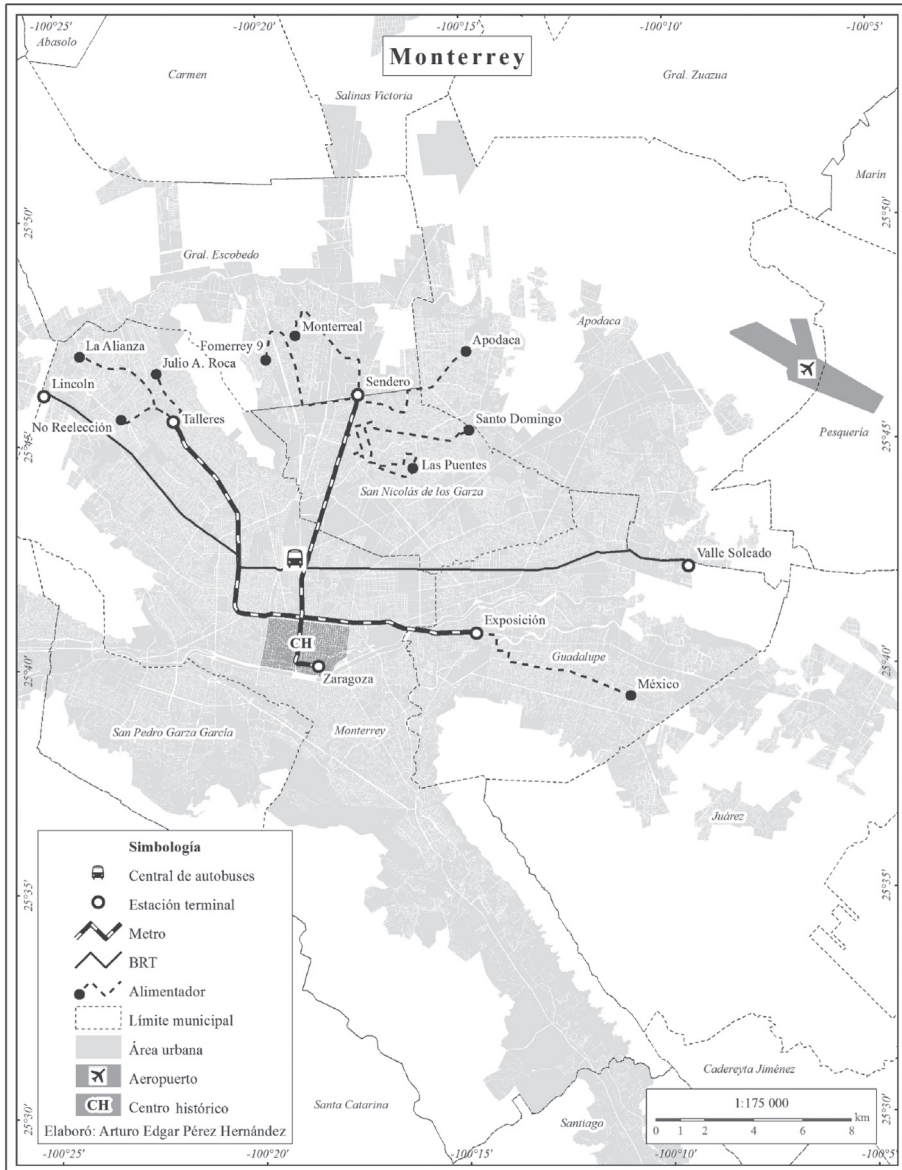 -100°25' -100°20' -100°15' -100°10' -100°5'
Monterrey
Abasolo
Carmen
Gral. Zuazua
Salinas Victoria
Marín
25°50'
25°50'
Gral. Escobedo
Apodaca
Monterreal
La Alianza
Fomerrey 9
Apodaca
Julio A. Roca
Lincoln
Sendero
No Reelección
Talleres
Santo Domingo
Pesquería
25°45'
25°45'
Las Puentes
San Nicolás de los Garza
Valle Soleado
Exposición
CH
Guadalupe
25°40'
25°40'
Zaragoza
México
San Pedro Garza García
Monterrey
Juárez
Simbología
Central de autobuses
Estación terminal
Metro
BRT
Alimentador
Límite municipal
Área urbana
Aeropuerto
CH Centro histórico
Elaboró: Arturo Edgar Pérez Hernández
25°35'
25°35'
Cadereyta Jiménez
Santa Catarina
Santiago
25°30'
25°30'
1:175 000
km
0 1 2 4 6 8
-100°25' -100°20' -100°15' -100°10' -100°5'